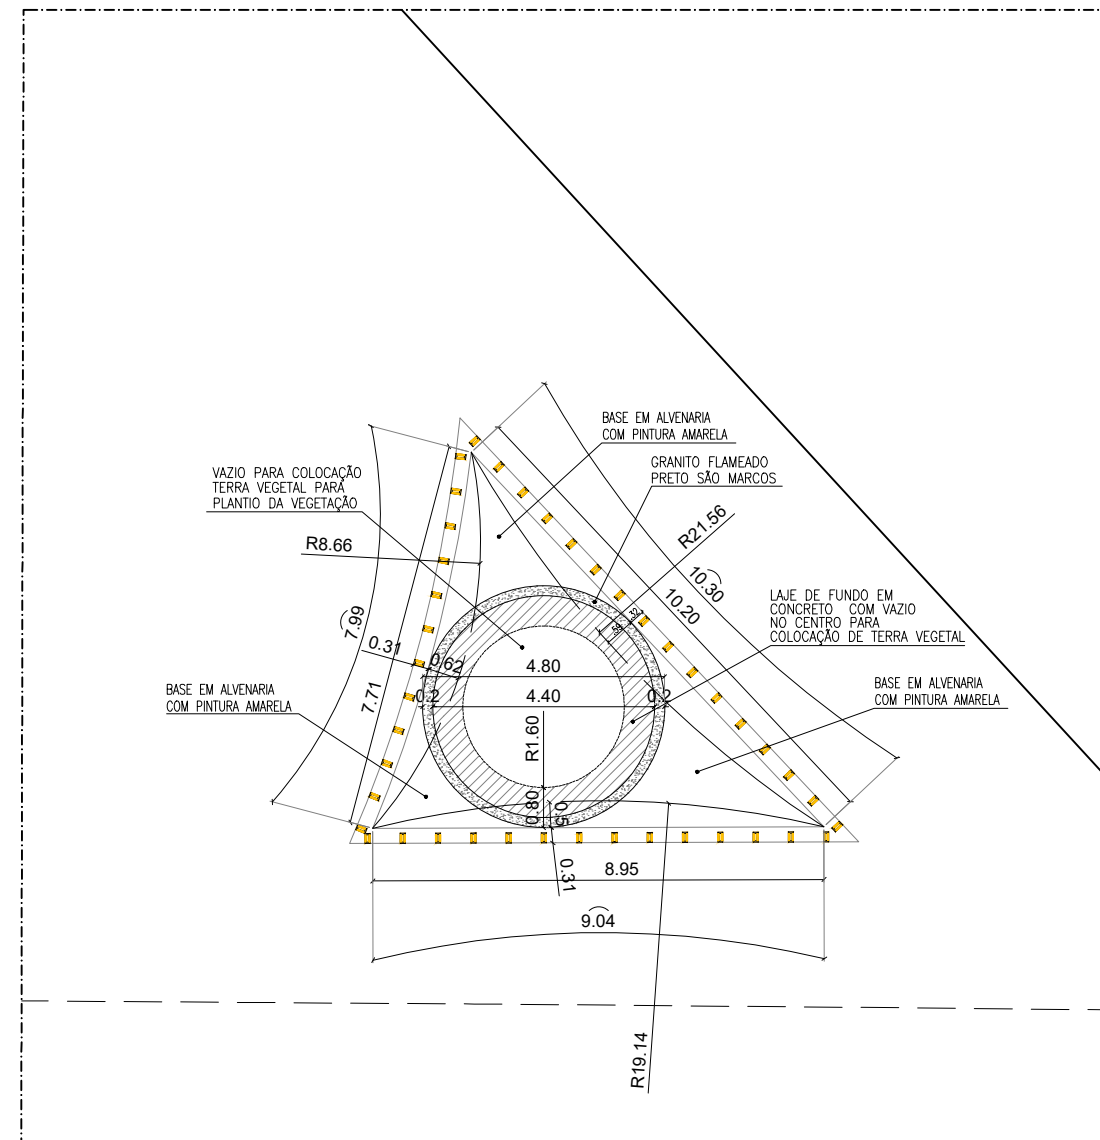 BASE EM ALVENARIA
COM PINTURA AMARELA
GRANITO FLAMEADO
PRETO SÃO MARCOS
VAZIO PARA COLOCAÇÃO
TERRA VEGETAL PARA
PLANTIO DA VEGETAÇÃO
R21.56
R8.66
10.30
10.20
LAJE DE FUNDO EM
CONCRETO COM VAZIO
NO CENTRO PARA
COLOCAÇÃO DE TERRA VEGETAL
7.99
0.31
0.62
4.80
BASE EM ALVENARIA
COM PINTURA AMARELA
7.71
0.2
4.40
0.2
BASE EM ALVENARIA
COM PINTURA AMARELA
R1.60
0.80
0.5
0.31
8.95
9.04
R19.14